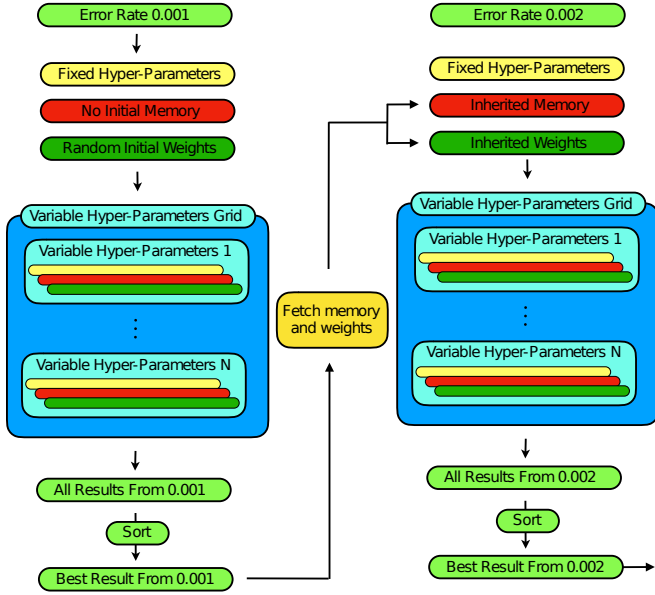 Error Rate 0.001
Fixed Hyper-Parameters
No Initial Memory
Random Initial Weights
Variable Hyper-Parameters Grid
Variable Hyper-Parameters 1
Variable Hyper-Parameters N
All Results From 0.001
Sort
Best Result From 0.001
Fetch memory
and weights
Error Rate 0.002
Fixed Hyper-Parameters
Inherited Memory
Inherited Weights
Variable Hyper-Parameters Grid
Variable Hyper-Parameters 1
Variable Hyper-Parameters N
All Results From 0.002
Sort
Best Result From 0.002